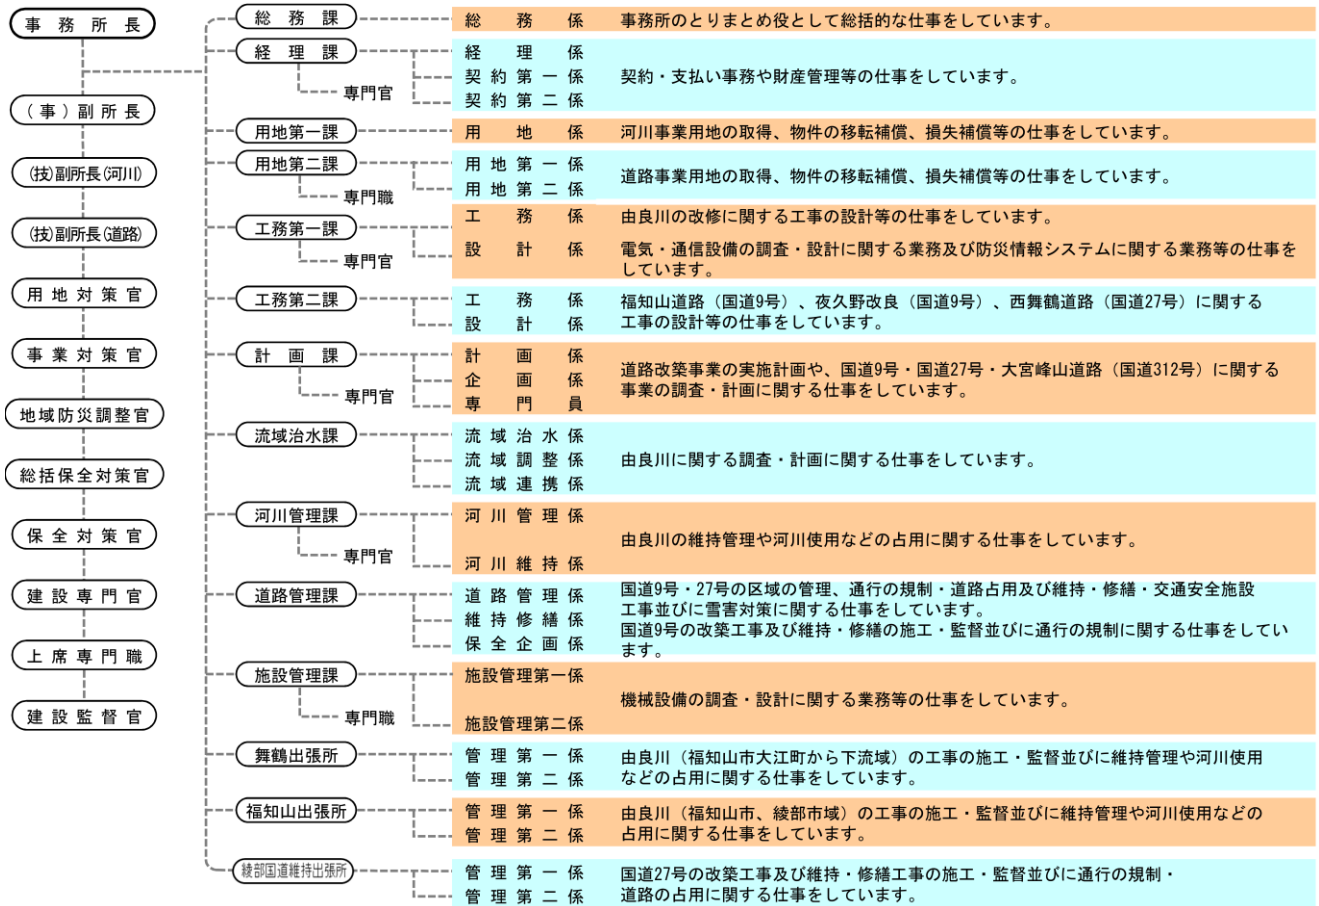 事務所長
(事)副所長
(技)副所長(河川)
(技)副所長(道路)
用地対策官
事業対策官
地域防災調整官
総括保全対策官
保全対策官
建設専門官
上席専門職
建設監督官
総務課
総務係
事務所のとりまとめ役として総括的な仕事をしています。
経理課
専門官
経理係
契約第一係
契約第二係
契約・支払い事務や財産管理等の仕事をしています。
用地第一課
用地係
河川事業用地の取得、物件の移転補償、損失補償等の仕事をしています。
用地第二課
専門職
用地第一係
用地第二係
道路事業用地の取得、物件の移転補償、損失補償等の仕事をしています。
工務第一課
専門官
工務係
由良川の改修に関する工事の設計等の仕事をしています。
設計係
電気・通信設備の調査・設計に関する業務及び防災情報システムに関する業務等の仕事を
しています。
工務第二課
工務係
設計係
福知山道路（国道9号）、夜久野改良（国道9号）、西舞鶴道路（国道27号）に関する
工事の設計等の仕事をしています。
計画課
専門官
計画係
企画係
専門員
道路改築事業の実施計画や、国道9号・国道27号・大宮峰山道路（国道312号）に関する
事業の調査・計画に関する仕事をしています。
流域治水課
流域治水係
流域調整係
流域連携係
由良川に関する調査・計画に関する仕事をしています。
河川管理課
専門官
河川管理係
河川維持係
由良川の維持管理や河川使用などの占用に関する仕事をしています。
道路管理課
道路管理係
維持修繕係
保全企画係
国道9号・27号の区域の管理、通行の規制・道路占用及び維持・修繕・交通安全施設
工事並びに雪害対策に関する仕事をしています。
国道9号の改築工事及び維持・修繕の施工・監督並びに通行の規制に関する仕事をしてい
ます。
施設管理課
専門職
施設管理第一係
施設管理第二係
機械設備の調査・設計に関する業務等の仕事をしています。
舞鶴出張所
管理第一係
管理第二係
由良川（福知山市大江町から下流域）の工事の施工・監督並びに維持管理や河川使用
などの占用に関する仕事をしています。
福知山出張所
管理第一係
管理第二係
由良川（福知山市、綾部市域）の工事の施工・監督並びに維持管理や河川使用などの
占用に関する仕事をしています。
綾部国道維持出張所
管理第一係
管理第二係
国道27号の改築工事及び維持・修繕工事の施工・監督並びに通行の規制・
道路の占用に関する仕事をしています。